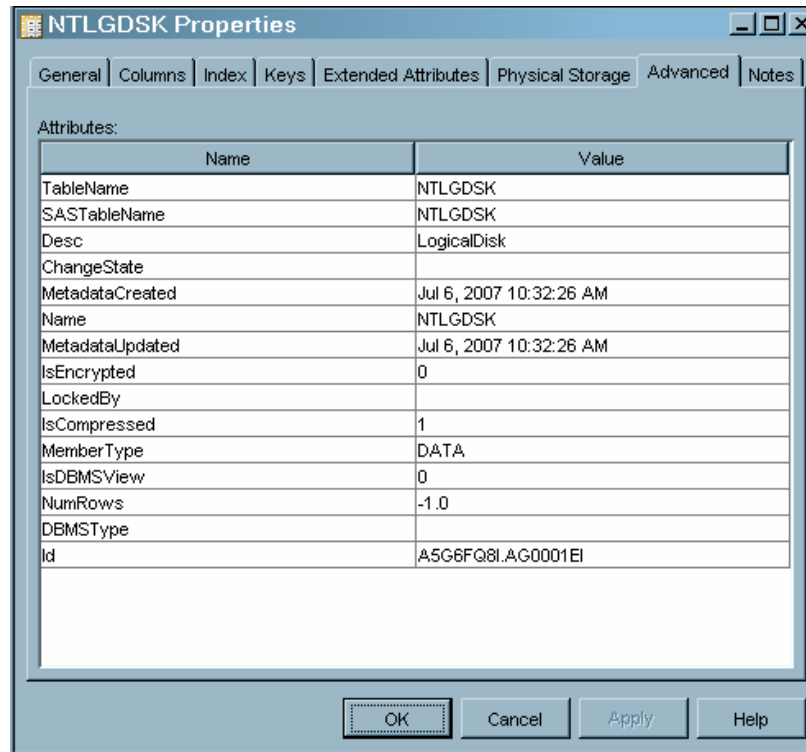 NTLGDSK Properties
General Columns Index Keys Extended Attributes Physical Storage Advanced Notes
Attributes:
Name Value
TableName NTLGDSK
SASTableName NTLGDSK
Desc LogicalDisk
ChangeState
MetadataCreated Jul 6, 2007 10:32:26 AM
Name NTLGDSK
MetadataUpdated Jul 6, 2007 10:32:26 AM
IsEncrypted 0
LockedBy
IsCompressed 1
MemberType DATA
IsDBMSView 0
NumRows -1.0
DBMSType
Id A5G6FQ8I.AG0001EI
OK Cancel Apply Help